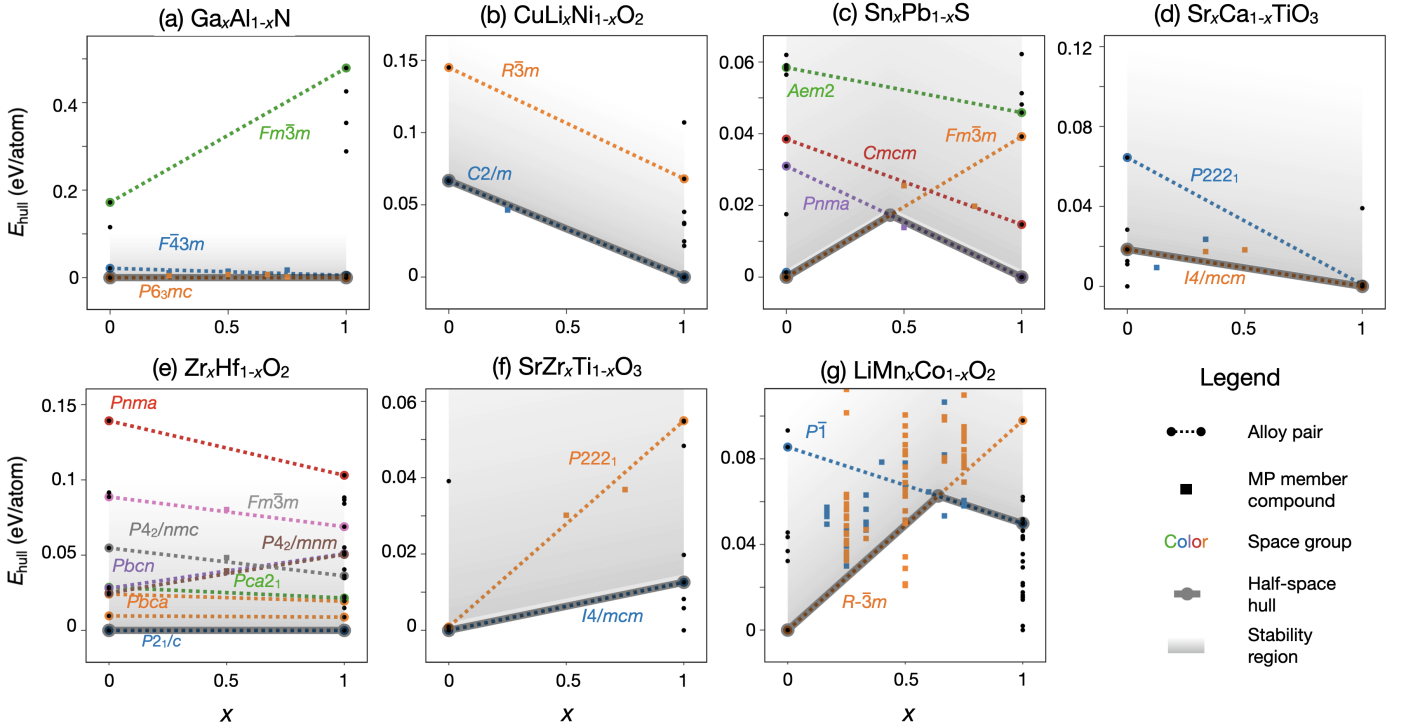 (a) GaxAl1-xN
(b) CuLixNi1-xO2
(c) SnxPb1-xS
(d) SrxCa1-xTiO3
Ehull (eV/atom)
0.4
0.2
0
0
0.5
1
Fm3̅m
F4̅3m
P63mc
0.15
0.1
0.05
0
0
0.5
1
R3̅m
C2/m
0.06
0.04
0.02
0
0
0.5
1
Aem2
Fm3̅m
Cmcm
Pnma
0.12
0.08
0.04
0
0
0.5
1
P2221
I4/mcm
(e) ZrxHf1-xO2
(f) SrZrxTi1-xO3
(g) LiMnxCo1-xO2
Ehull (eV/atom)
0.15
0.1
0.05
0
0
0.5
1
x
Pnma
Fm3̅m
P42/nmc
P42/mnm
Pbcn
Pca21
Pbca
P21/c
0.06
0.04
0.02
0
0
0.5
1
x
P2221
I4/mcm
0.08
0.04
0
0
0.5
1
x
P1̅
R-3̅m
Legend
Alloy pair
MP member
compound
Color
Space group
Half-space
hull
Stability
region